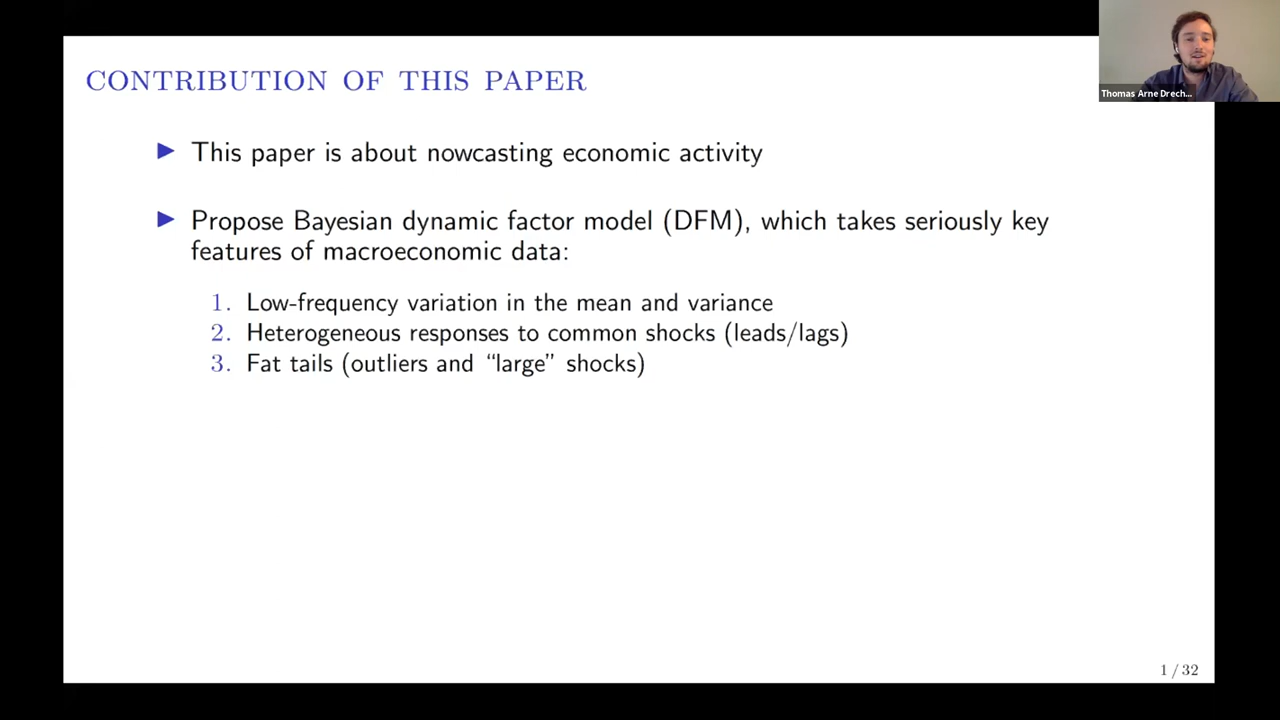 CONTRIBUTION OF THIS PAPER
Thomas Arne Drech...
▶ This paper is about nowcasting economic activity
▶ Propose Bayesian dynamic factor model (DFM), which takes seriously key
features of macroeconomic data:
1. Low-frequency variation in the mean and variance
2. Heterogeneous responses to common shocks (leads/lags)
3. Fat tails (outliers and “large” shocks)
1 / 32